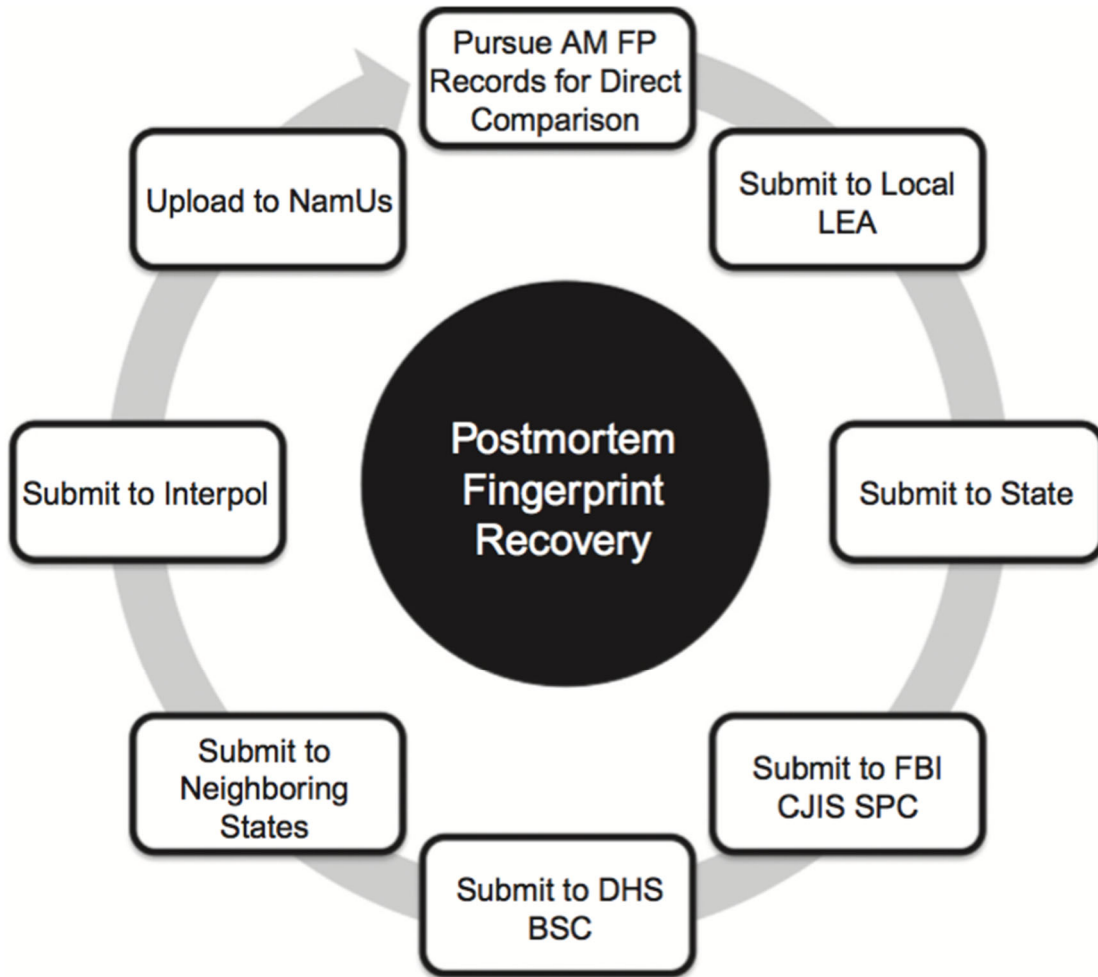 Pursue AM FP
Records for Direct
Comparison
Submit to Local
LEA
Submit to State
Submit to FBI
CJIS SPC
Submit to DHS
BSC
Submit to
Neighboring
States
Submit to Interpol
Upload to NamUs
Postmortem
Fingerprint
Recovery